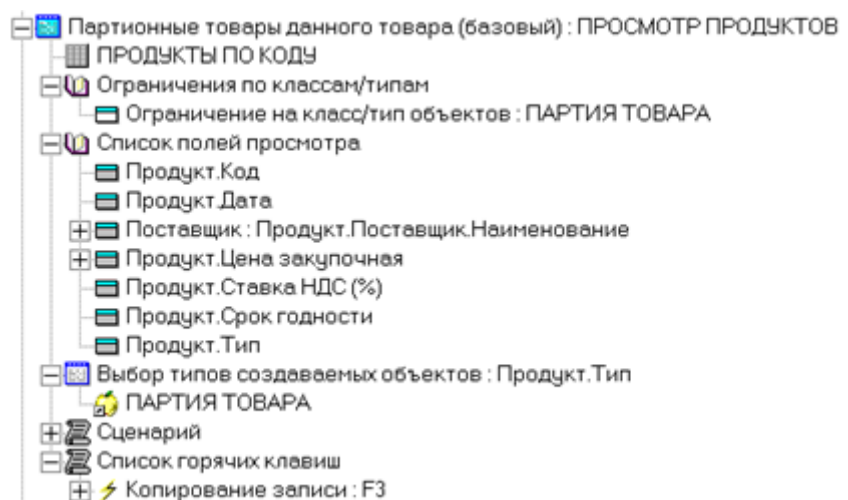 Партионные товары данного товара (базовый) : ПРОСМОТР ПРОДУКТОВ
ПРОДУКТЫ ПО КОДУ
Ограничения по классам/типам
Ограничение на класс/тип объектов : ПАРТИЯ ТОВАРА
Список полей просмотра
Продукт.Код
Продукт.Дата
Поставщик : Продукт.Поставщик.Наименование
Продукт.Цена закупочная
Продукт.Ставка НДС (%)
Продукт.Срок годности
Продукт.Тип
Выбор типов создаваемых объектов : Продукт.Тип
ПАРТИЯ ТОВАРА
Сценарий
Список горячих клавиш
Копирование записи : F3